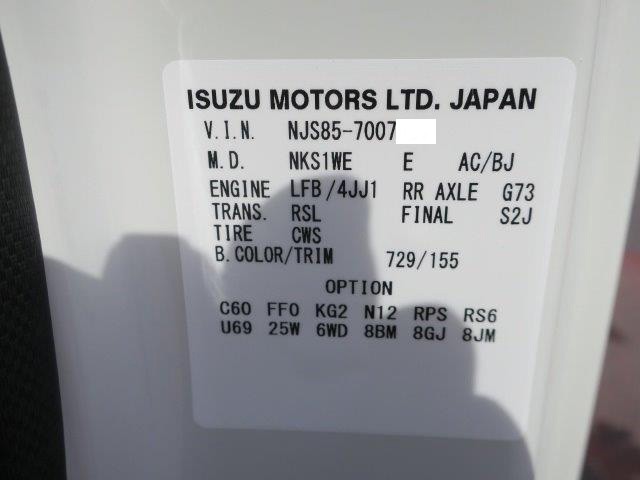 ISUZU MOTORS LTD. JAPAN
V.I.N. NJS85-7007
M.D. NKS1WE E AC/BJ
ENGINE LFB/4JJ1 RR AXLE G73
TRANS. RSL FINAL S2J
TIRE CWS
B.COLOR/TRIM 729/155
OPTION
C60 FF0 KG2 N12 RPS RS6
U69 25W 6WD 8BM 8GJ 8JM